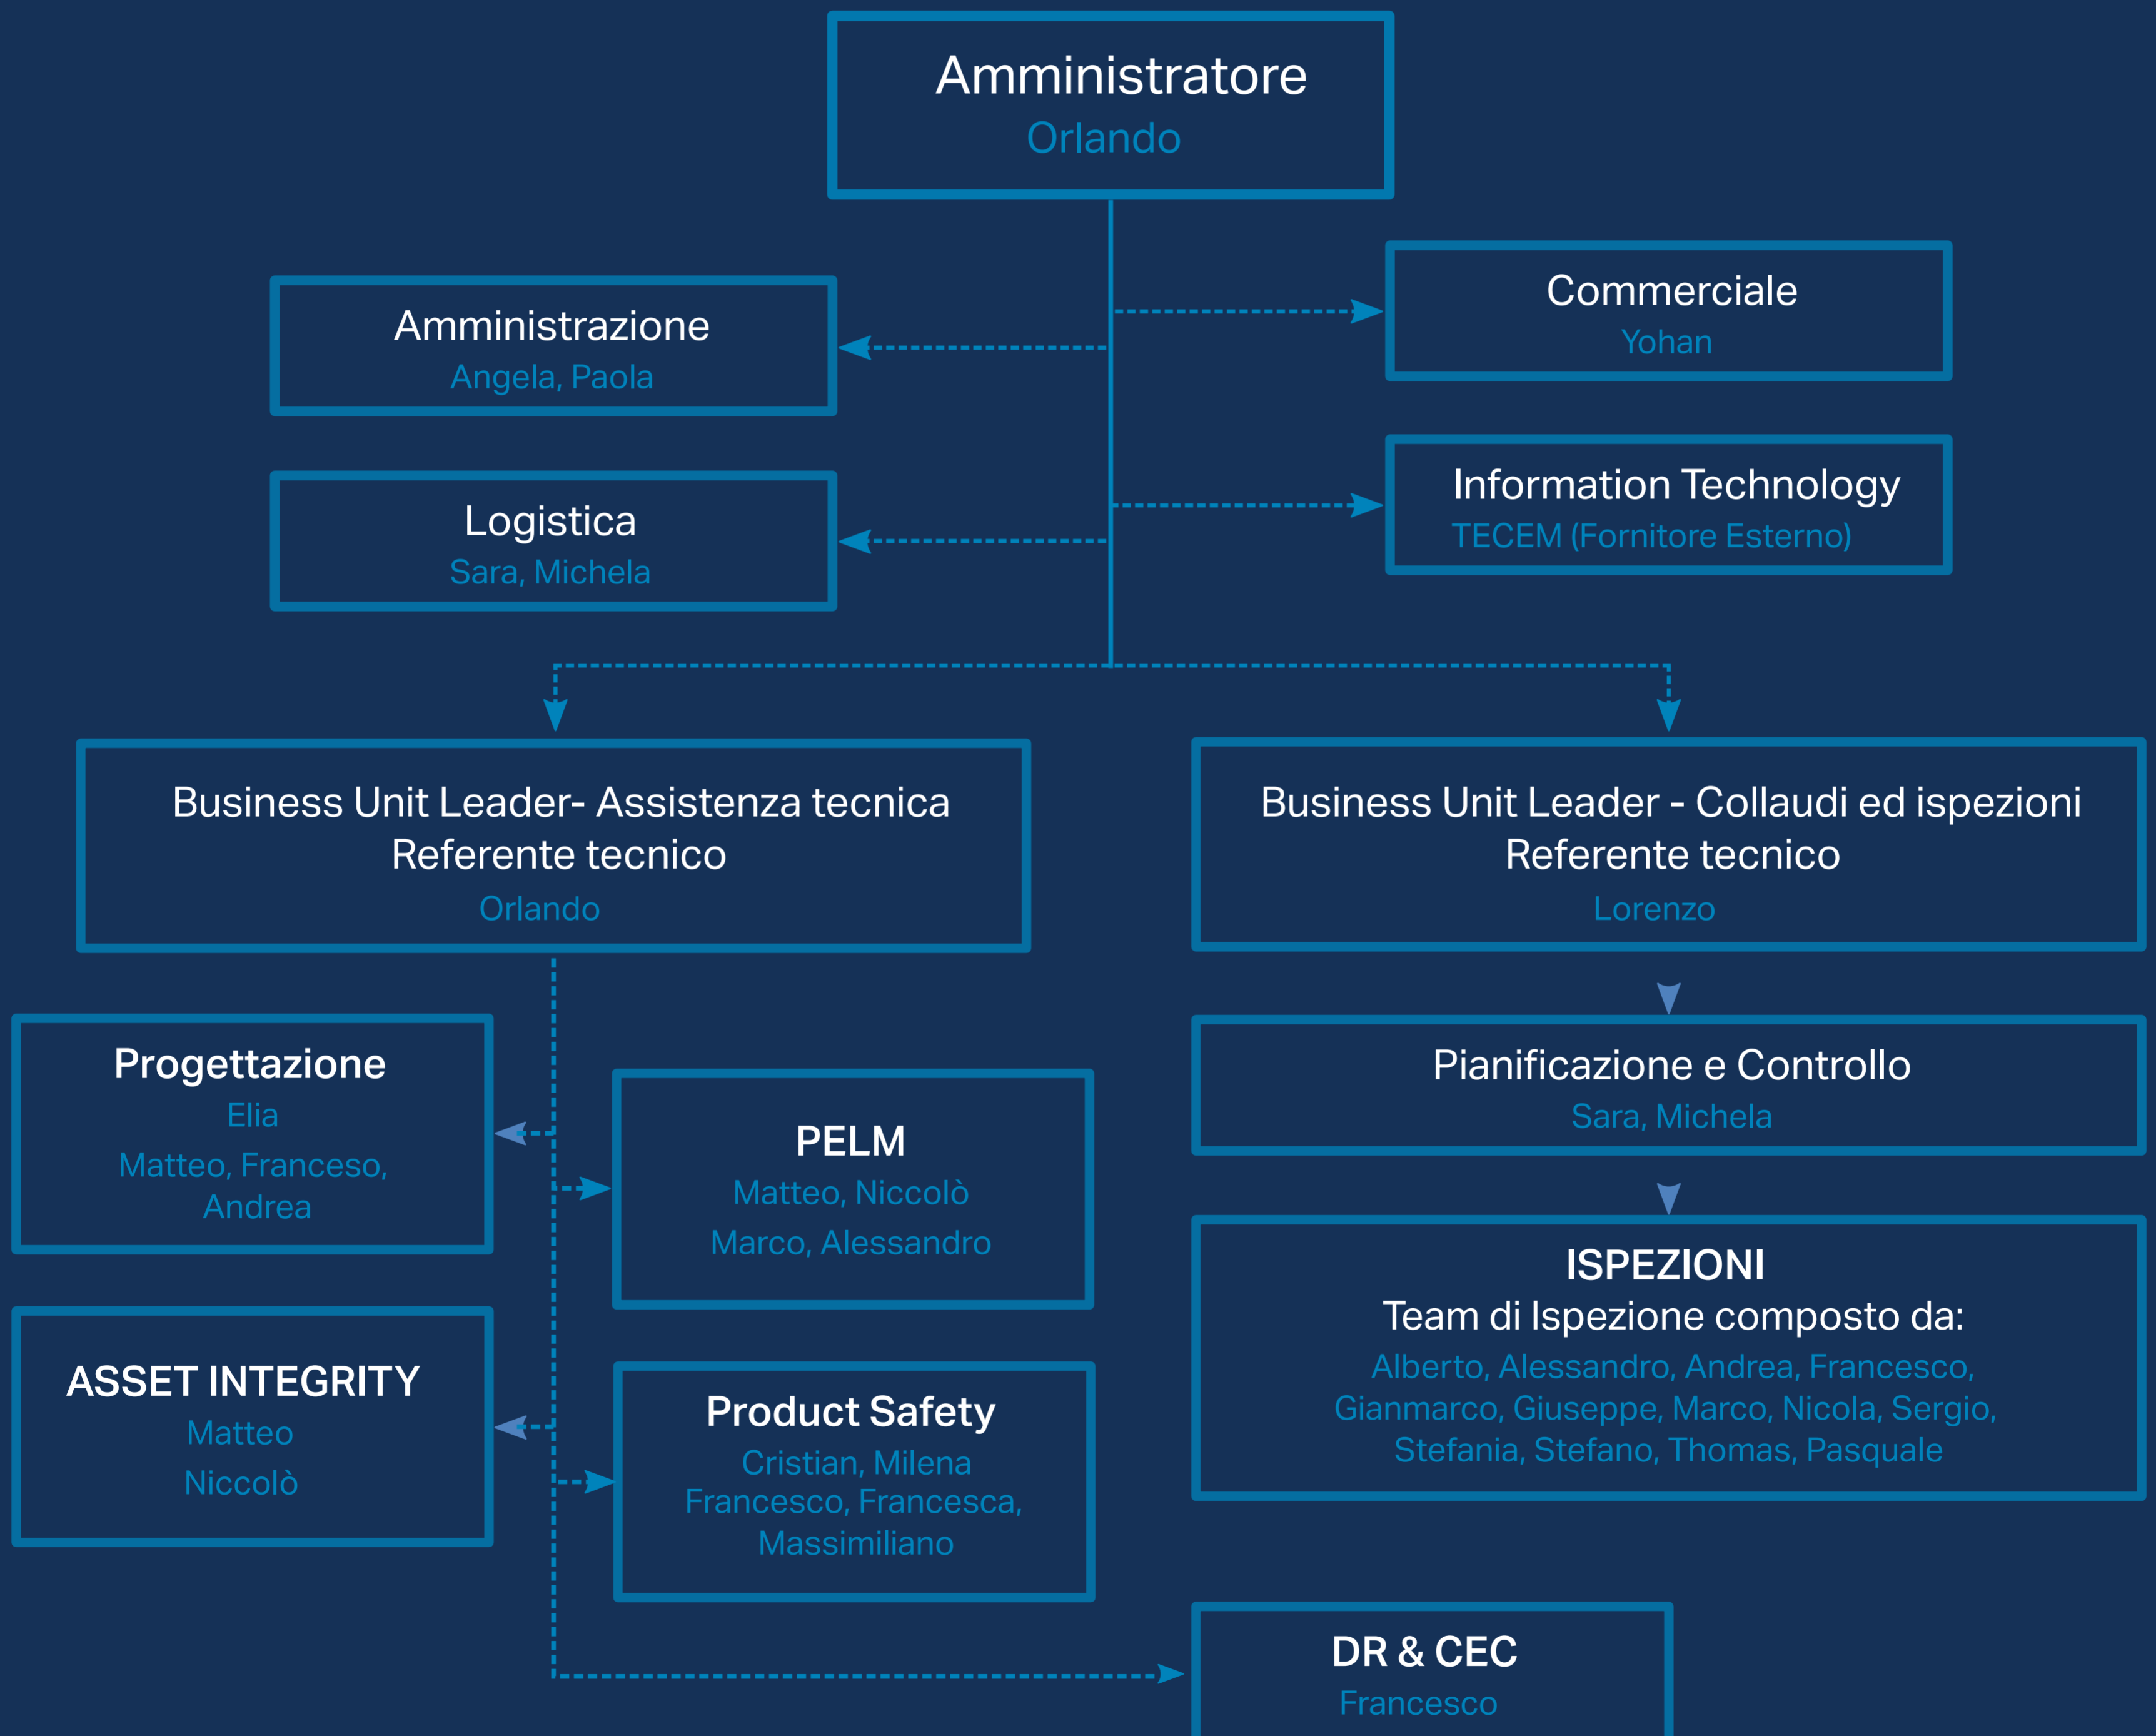 Amministratore
Orlando
Commerciale
Yohan
Amministrazione
Angela, Paola
Information Technology
TECEM (Fornitore Esterno)
Logistica
Sara, Michela
Business Unit Leader- Assistenza tecnica
Referente tecnico
Orlando
Business Unit Leader - Collaudi ed ispezioni
Referente tecnico
Lorenzo
Progettazione
Elia
Matteo, Franceso,
Andrea
PELM
Matteo, Niccolò
Marco, Alessandro
Pianificazione e Controllo
Sara, Michela
ISPEZIONI
Team di Ispezione composto da:
Alberto, Alessandro, Andrea, Francesco,
Gianmarco, Giuseppe, Marco, Nicola, Sergio,
Stefania, Stefano, Thomas, Pasquale
ASSET INTEGRITY
Matteo
Niccolò
Product Safety
Cristian, Milena
Francesco, Francesca,
Massimiliano
DR & CEC
Francesco